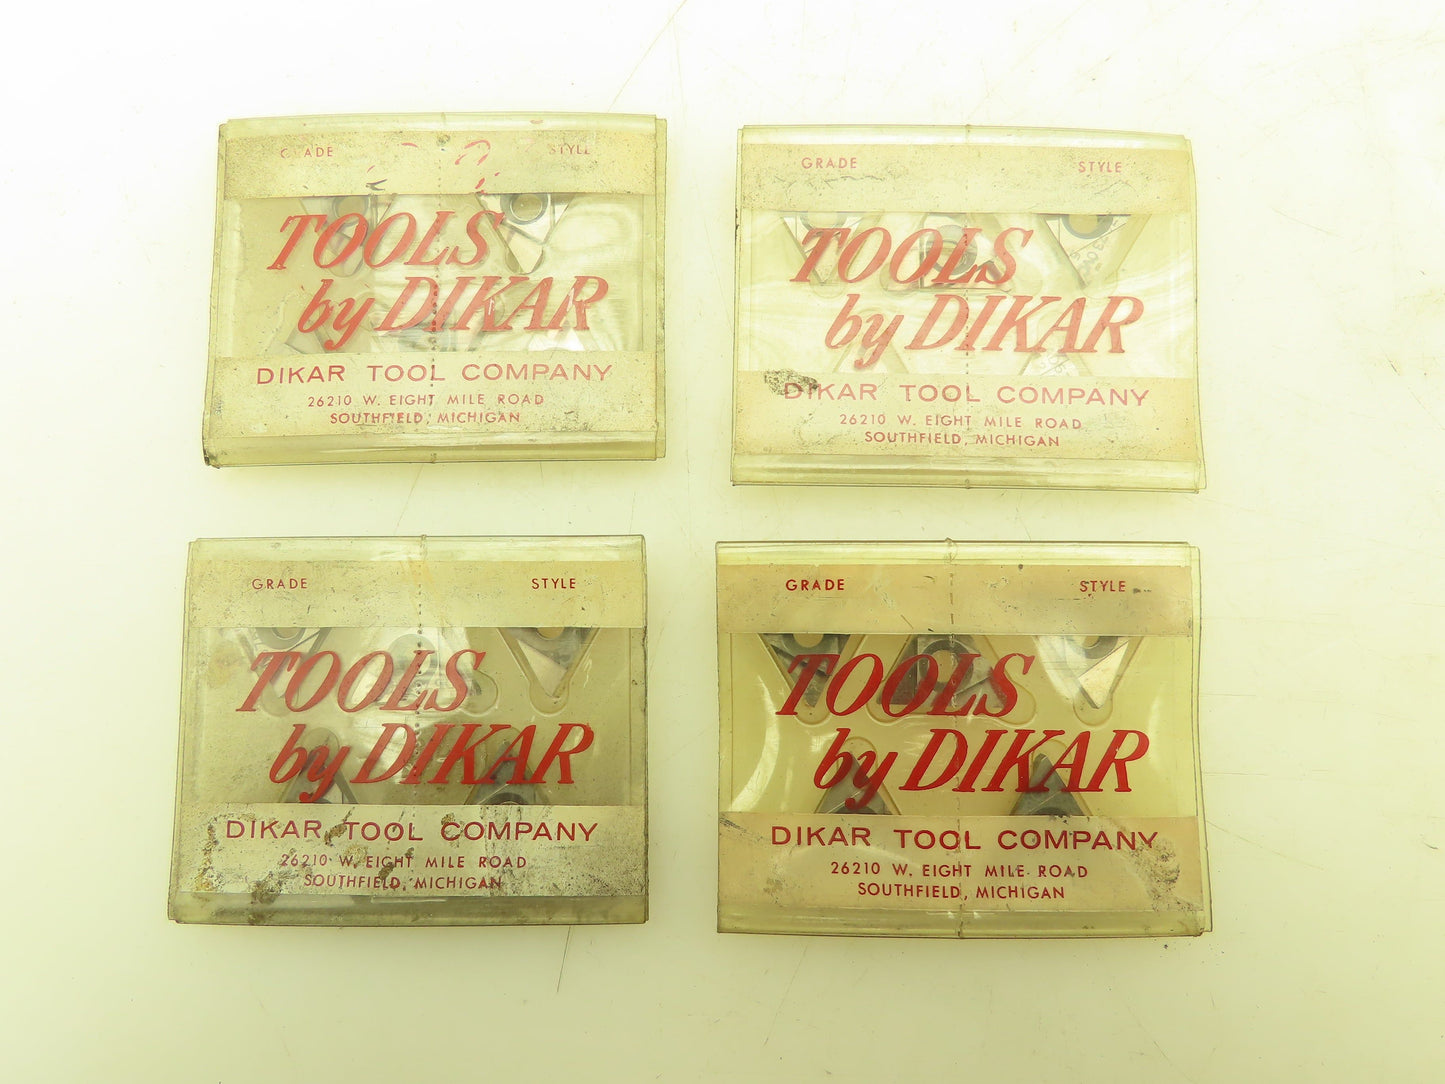 GRADE STYLE
TOOLS
by DIKAR
DIKAR TOOL COMPANY
26210 W. EIGHT MILE ROAD
SOUTHFIELD, MICHIGAN
GRADE STYLE
TOOLS
by DIKAR
DIKAR TOOL COMPANY
26210 W. EIGHT MILE ROAD
SOUTHFIELD, MICHIGAN
GRADE STYLE
TOOLS
by DIKAR
DIKAR TOOL COMPANY
26210 W. EIGHT MILE ROAD
SOUTHFIELD, MICHIGAN
GRADE STYLE
TOOLS
by DIKAR
DIKAR TOOL COMPANY
26210 W. EIGHT MILE ROAD
SOUTHFIELD, MICHIGAN